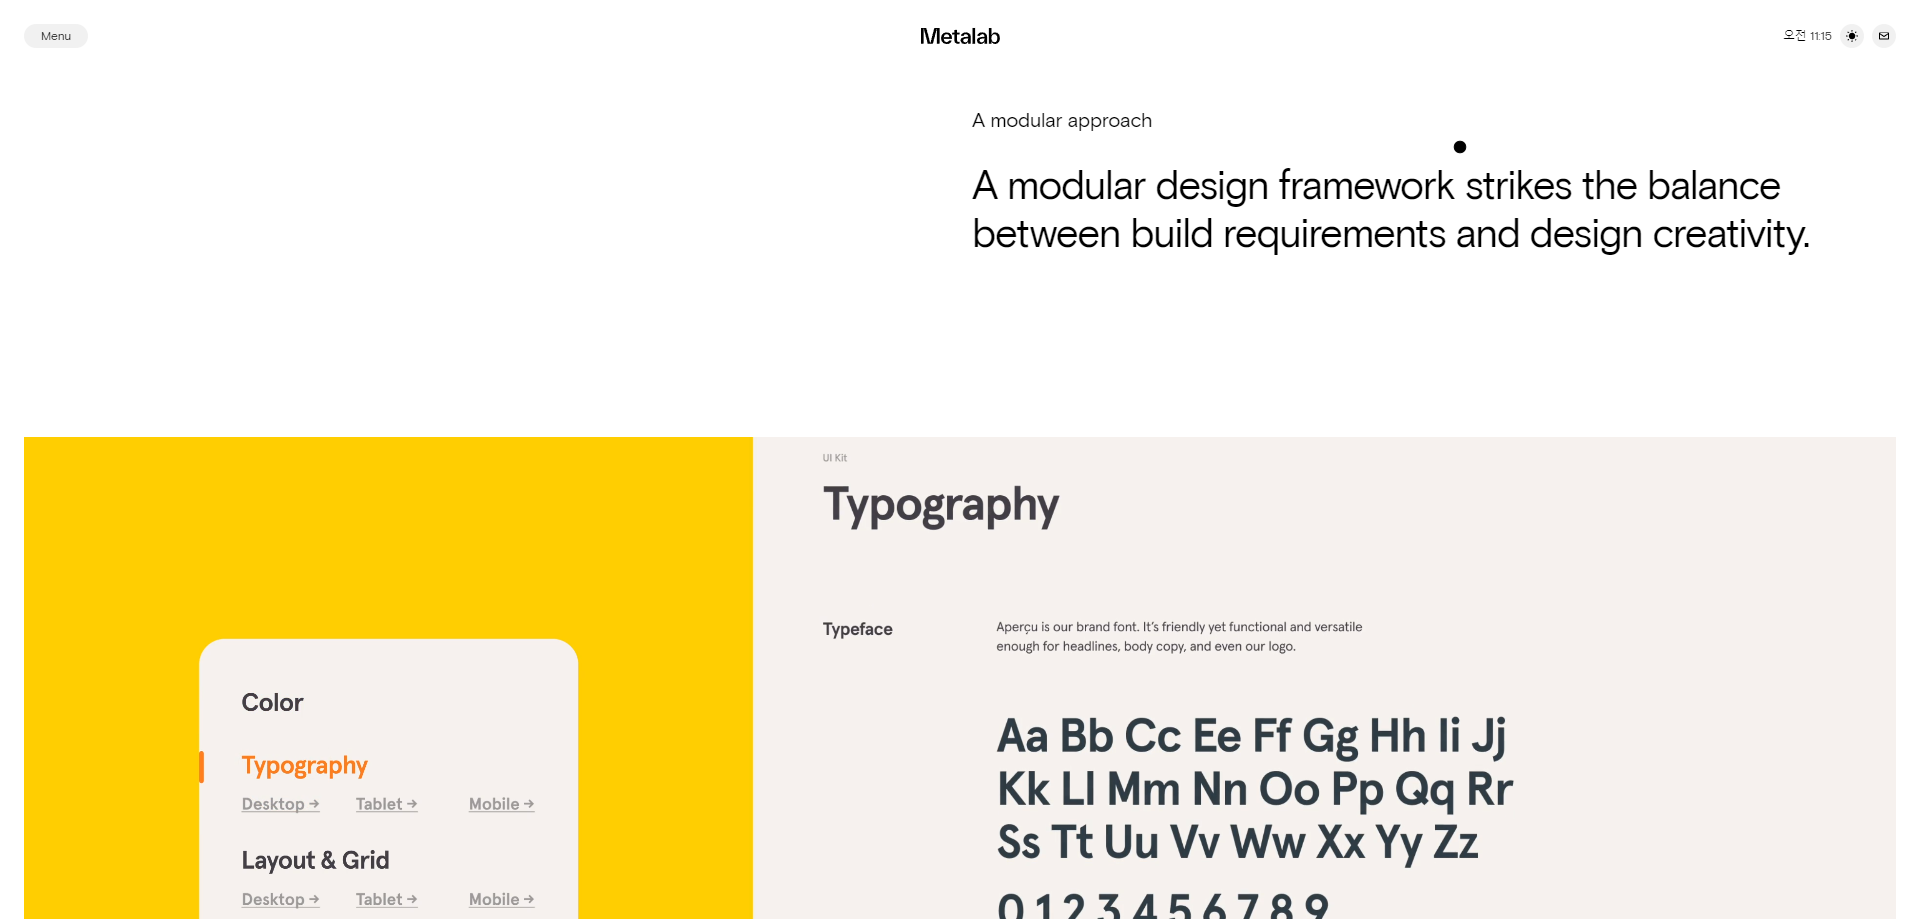 Menu
Metalab
오전 11:15
A modular approach
A modular design framework strikes the balance
between build requirements and design creativity.
UI Kit
Typography
Typeface
Aperçu is our brand font. It’s friendly yet functional and versatile
enough for headlines, body copy, and even our logo.
Aa Bb Cc Ee Ff Gg Hh Ii Jj
Kk Ll Mm Nn Oo Pp Qq Rr
Ss Tt Uu Vv Ww Xx Yy Zz
0 1 2 3 4 5 6 7 8 9
Color
Typography
Desktop → Tablet → Mobile →
Layout & Grid
Desktop → Tablet → Mobile →